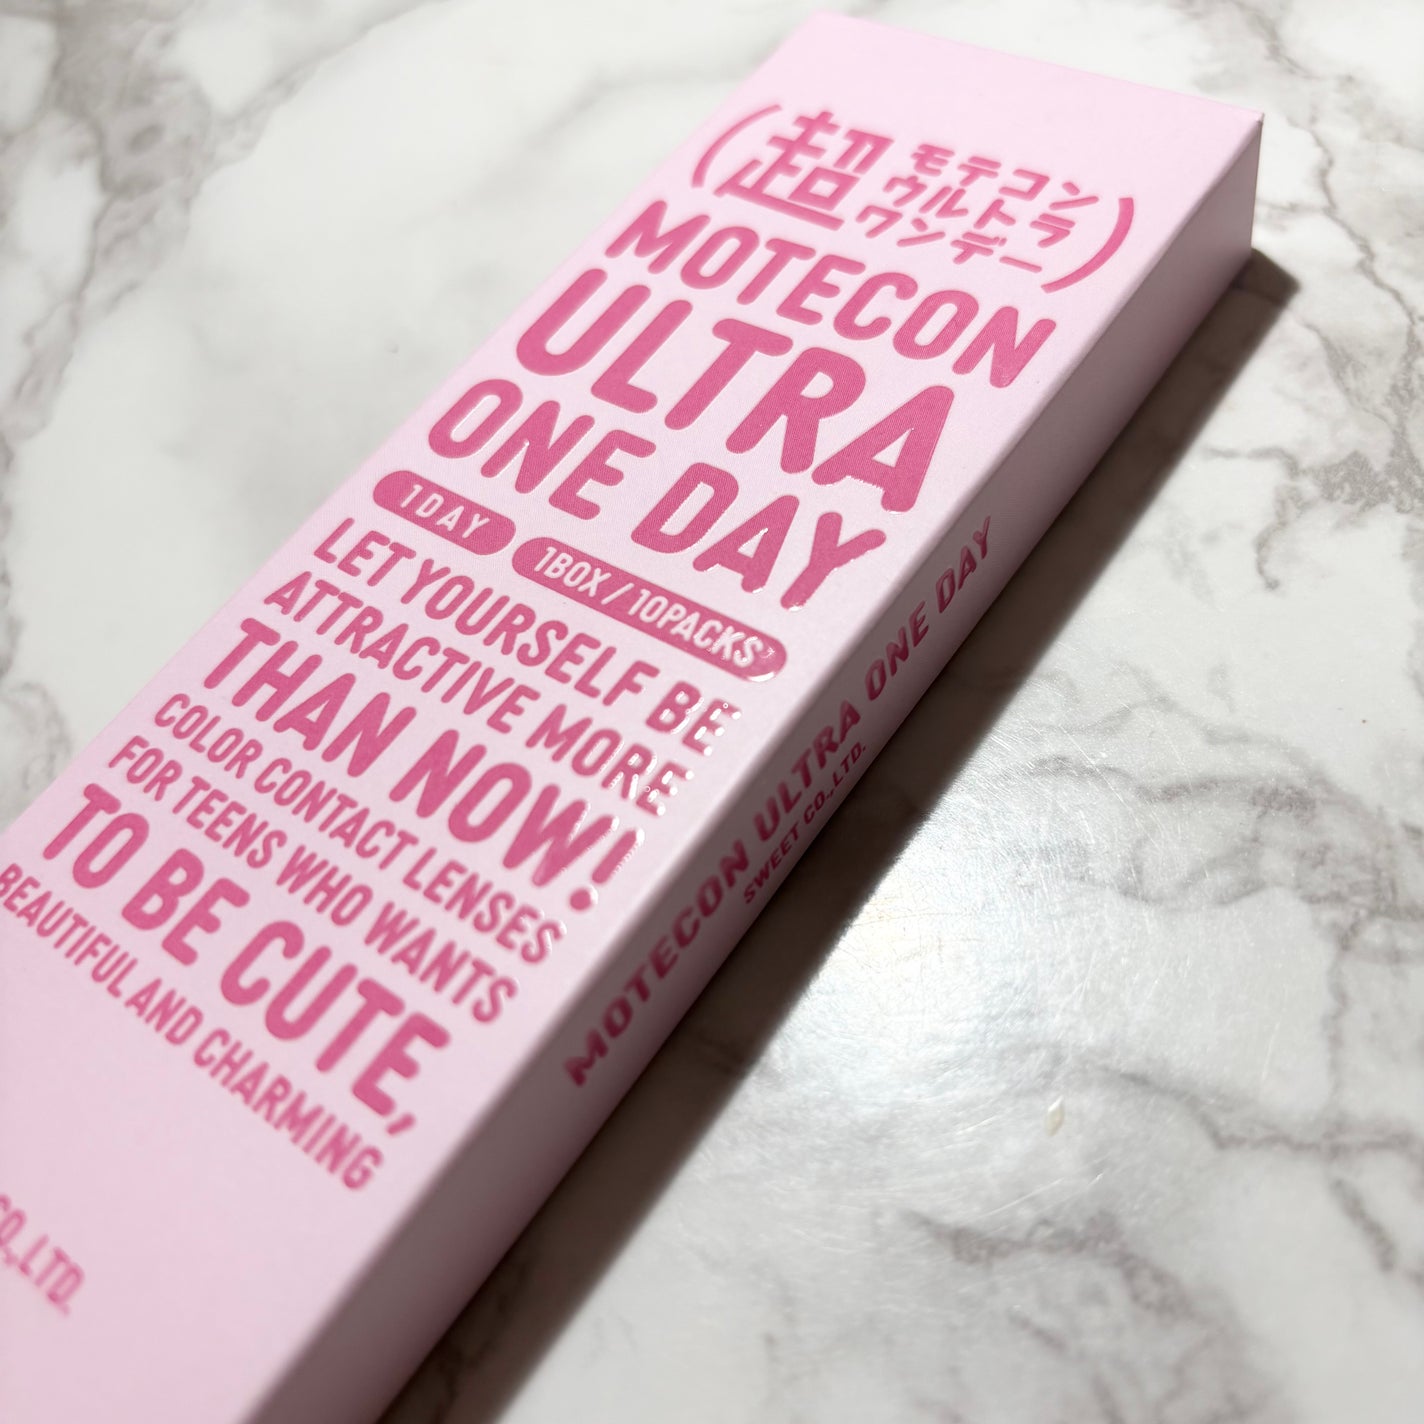 (超 モテコン
ウルトラ
ワンデー)
MOTECON
ULTRA
ONE DAY
1DAY 1BOX / 10PACKS
LET YOURSELF BE
ATTRACTIVE MORE
THAN NOW!
COLOR CONTACT LENSES
FOR TEENS WHO WANTS
TO BE CUTE,
BEAUTIFUL AND CHARMING
CO.,LTD.
MOTECON ULTRA ONE DAY
SWEET CO.,LTD.